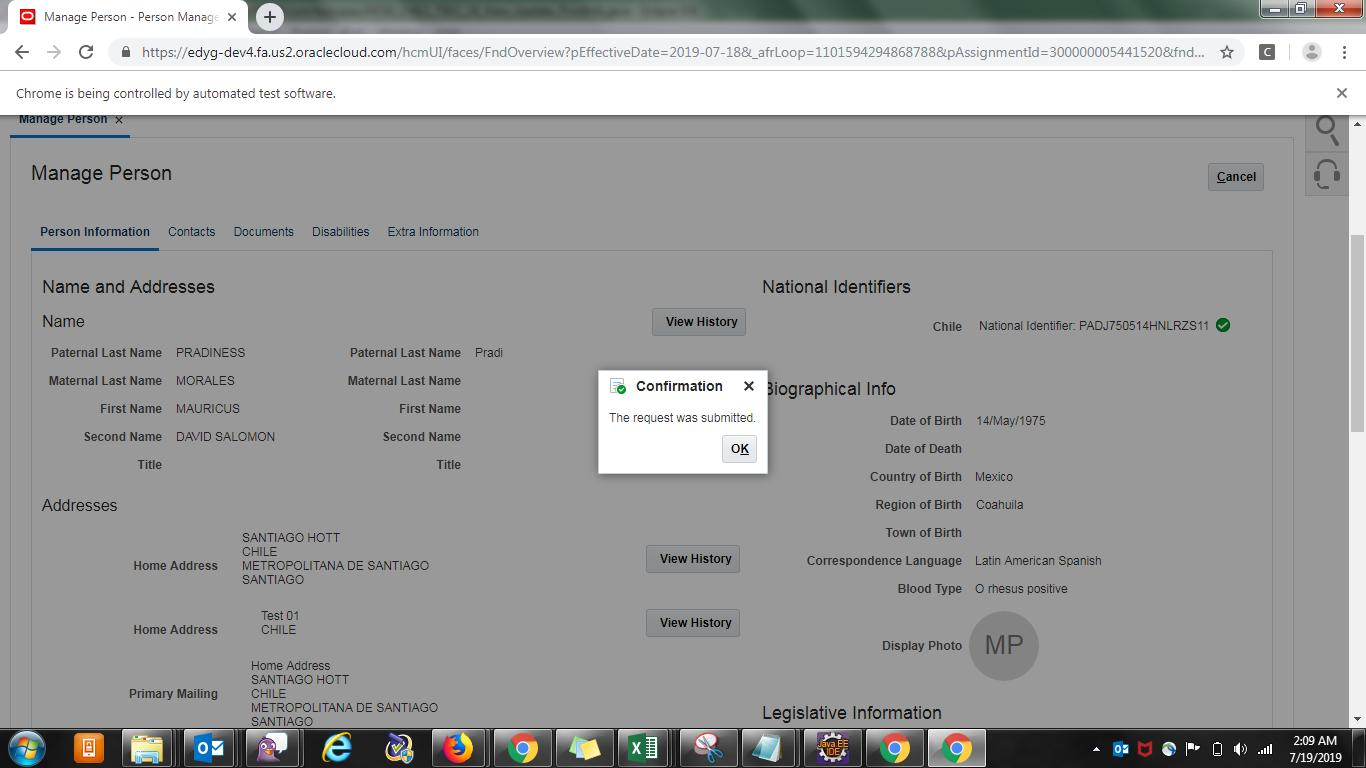 Manage Person - Person Manage
https://edyg-dev4.fa.us2.oraclecloud.com/hcmUI/faces/FndOverview?pEffectiveDate=2019-07-18&_afrLoop=1101594294868788&pAssignmentId=300000005441520&fnd...
C
Chrome is being controlled by automated test software.
Manage Person
Manage Person
Cancel
Person Information Contacts Documents Disabilities Extra Information
Name and Addresses
Name
View History
Paternal Last Name PRADINESS Paternal Last Name Pradi
Maternal Last Name MORALES Maternal Last Name
First Name MAURICUS First Name
Second Name DAVID SALOMON Second Name
Title Title
Addresses
Home Address
SANTIAGO HOTT
CHILE
METROPOLITANA DE SANTIAGO
SANTIAGO
View History
Home Address
Test 01
CHILE
View History
Primary Mailing
Home Address
SANTIAGO HOTT
CHILE
METROPOLITANA DE SANTIAGO
SANTIAGO
Confirmation
The request was submitted.
OK
National Identifiers
Chile National Identifier: PADJ750514HNLRZS11
Biographical Info
Date of Birth 14/May/1975
Date of Death
Country of Birth Mexico
Region of Birth Coahuila
Town of Birth
Correspondence Language Latin American Spanish
Blood Type O rhesus positive
Display Photo MP
Legislative Information
Java EE
IDE
2:09 AM
7/19/2019